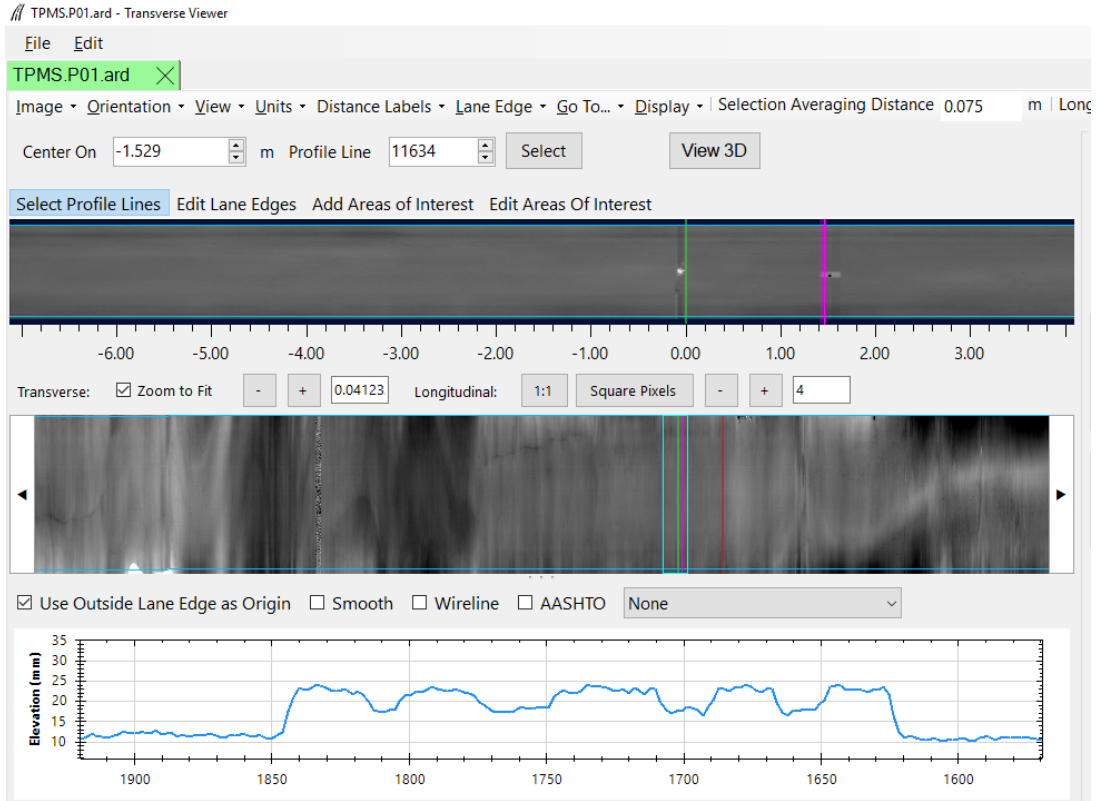 TPMS.P01.ard - Transverse Viewer
File Edit
TPMS.P01.ard
Image Orientation View Units Distance Labels Lane Edge Go To... Display Selection Averaging Distance 0.075 m Long
Center On -1.529 m Profile Line 11634 Select View 3D
Select Profile Lines Edit Lane Edges Add Areas of Interest Edit Areas Of Interest
-6.00 -5.00 -4.00 -3.00 -2.00 -1.00 0.00 1.00 2.00 3.00
Transverse: Zoom to Fit - + 0.04123 Longitudinal: 1:1 Square Pixels - + 4
Use Outside Lane Edge as Origin Smooth Wireline AASHTO None
Elevation (mm)
35
30
25
20
15
10
1900 1850 1800 1750 1700 1650 1600